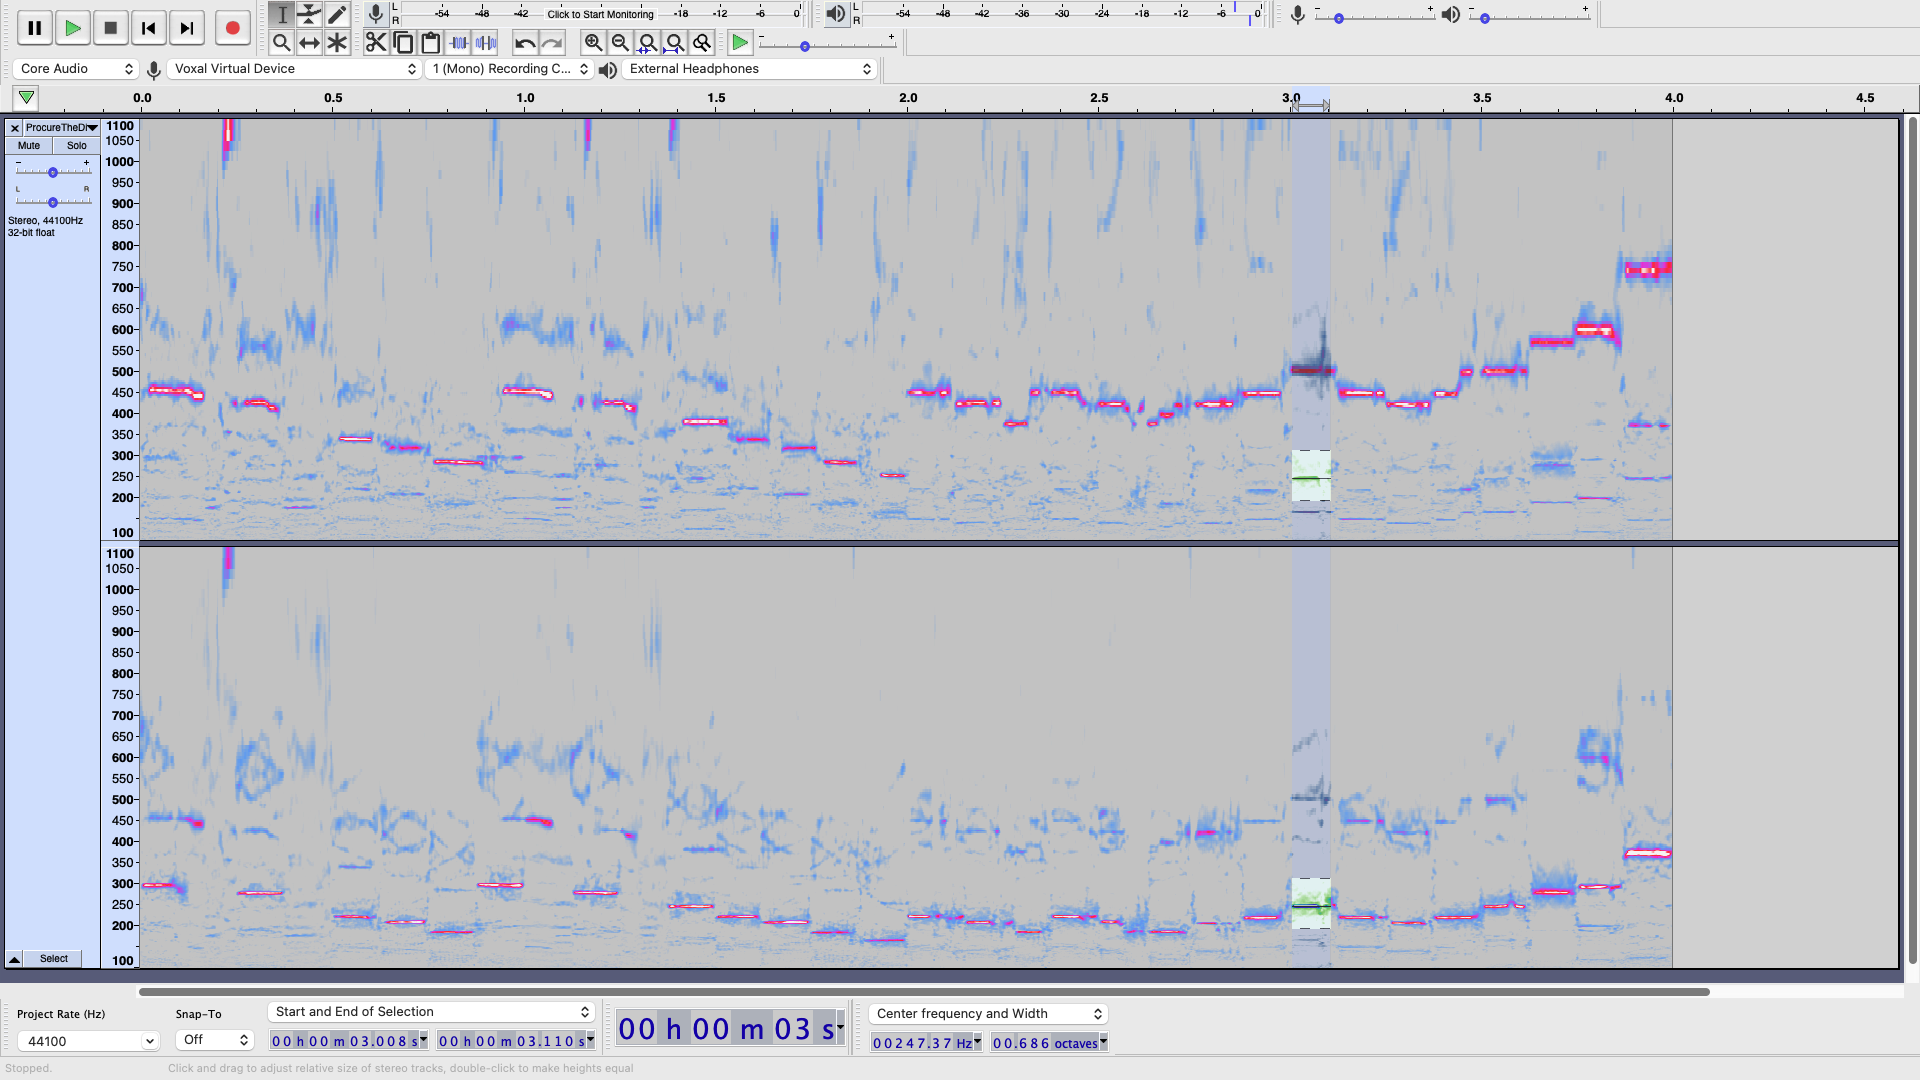 L
R
-54 -48 -42 Click to Start Monitoring -18 -12 -6 0
L
R
-54 -48 -42 -36 -30 -24 -18 -12 -6 0
- +
- +
- +
Core Audio
Voxal Virtual Device
1 (Mono) Recording C...
External Headphones
0.0 0.5 1.0 1.5 2.0 2.5 3.0 3.5 4.0 4.5
ProcureTheDi
Mute Solo
- +
L R
Stereo, 44100Hz
32-bit float
1100
1050
1000
950
900
850
800
750
700
650
600
550
500
450
400
350
300
250
200
100
1100
1050
1000
950
900
850
800
750
700
650
600
550
500
450
400
350
300
250
200
100
Select
Project Rate (Hz)
44100
Snap-To
Off
Start and End of Selection
00 h 00 m 03.008 s
00 h 00 m 03.110 s
00 h 00 m 03 s
Center frequency and Width
00247.37 Hz
00.686 octaves
Stopped.
Click and drag to adjust relative size of stereo tracks, double-click to make heights equal